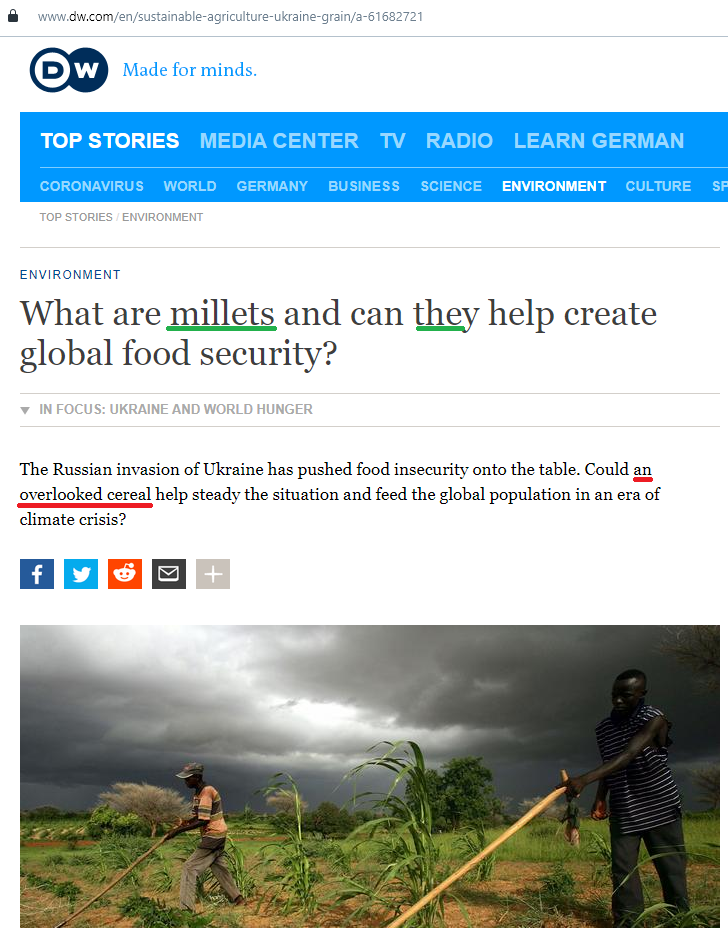 www.dw.com/en/sustainable-agriculture-ukraine-grain/a-61682721
DW Made for minds.
TOP STORIES MEDIA CENTER TV RADIO LEARN GERMAN
CORONAVIRUS WORLD GERMANY BUSINESS SCIENCE ENVIRONMENT CULTURE SP
TOP STORIES / ENVIRONMENT
ENVIRONMENT
What are millets and can they help create
global food security?
IN FOCUS: UKRAINE AND WORLD HUNGER
The Russian invasion of Ukraine has pushed food insecurity onto the table. Could an
overlooked cereal help steady the situation and feed the global population in an era of
climate crisis?